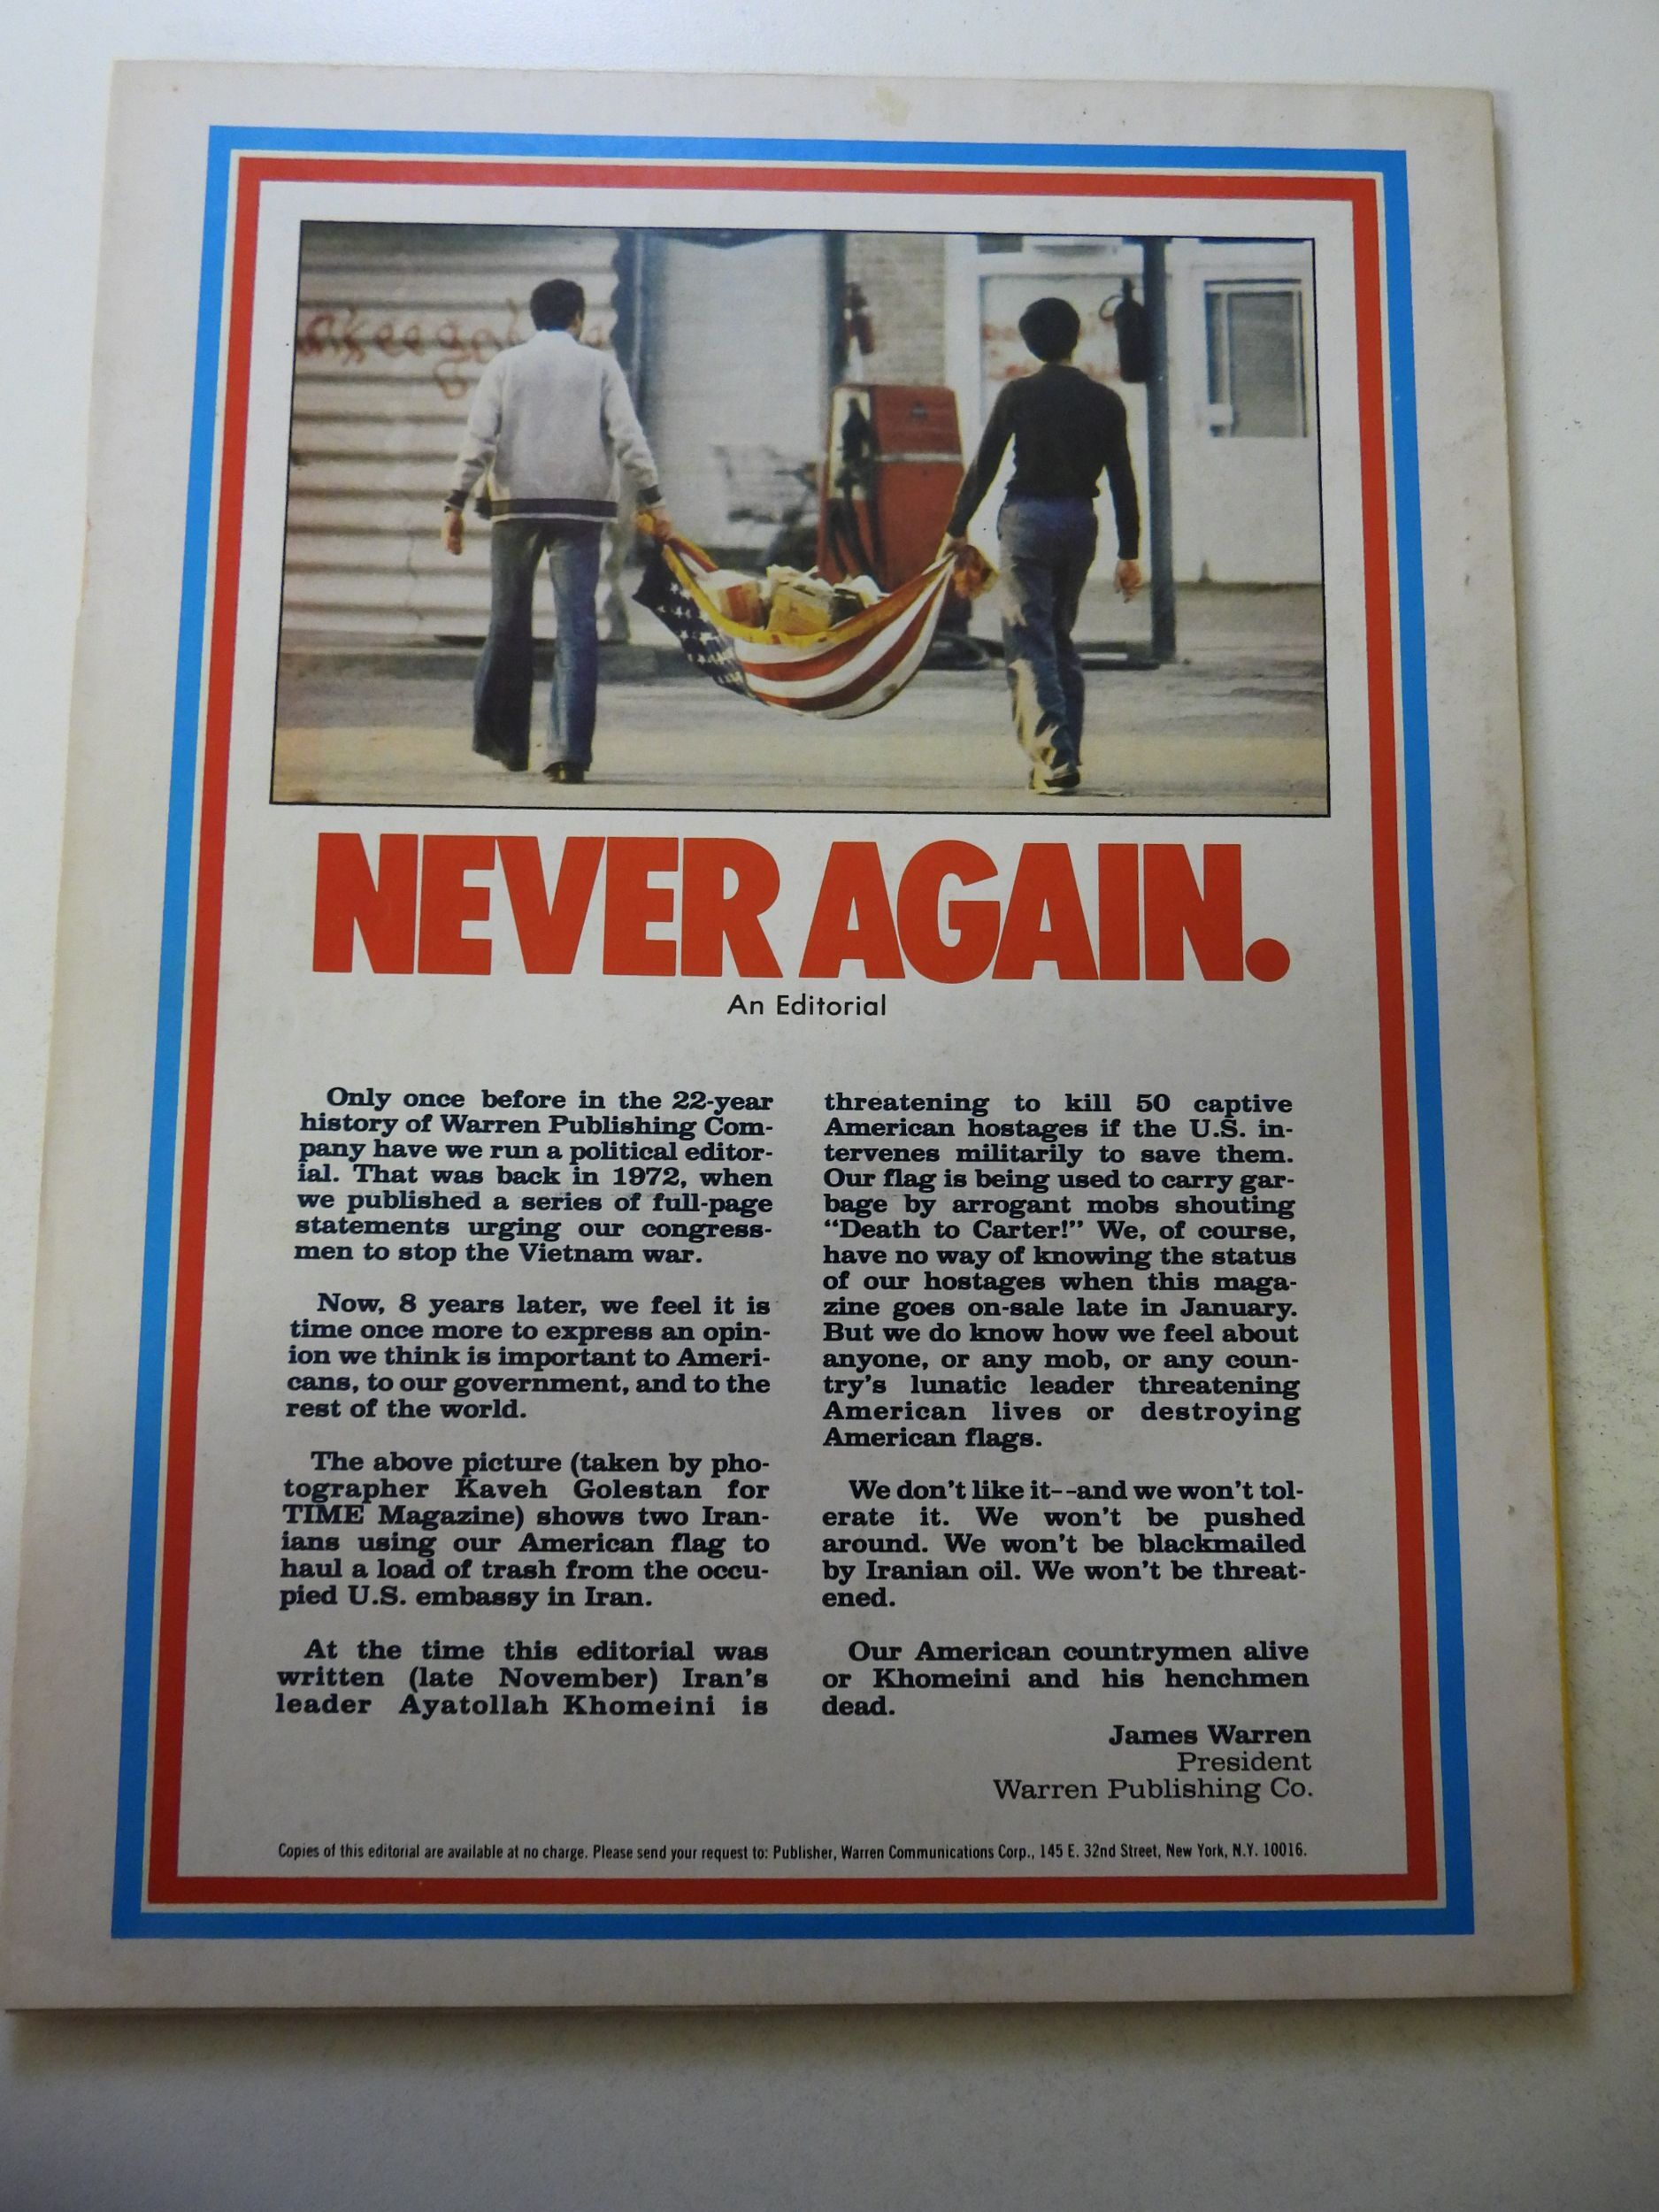 NEVER AGAIN.
An Editorial
Only once before in the 22-year
history of Warren Publishing Com-
pany have we run a political editor-
ial. That was back in 1972, when
we published a series of full-page
statements urging our congress-
men to stop the Vietnam war.
Now, 8 years later, we feel it is
time once more to express an opin-
ion we think is important to Ameri-
cans, to our government, and to the
rest of the world.
The above picture (taken by pho-
tographer Kaveh Golestan for
TIME Magazine) shows two Iran-
ians using our American flag to
haul a load of trash from the occu-
pied U.S. embassy in Iran.
At the time this editorial was
written (late November) Iran's
leader Ayatollah Khomeini is
threatening to kill 50 captive
American hostages if the U.S. in-
tervenes militarily to save them.
Our flag is being used to carry gar-
bage by arrogant mobs shouting
"Death to Carter!" We, of course,
have no way of knowing the status
of our hostages when this maga-
zine goes on-sale late in January.
But we do know how we feel about
anyone, or any mob, or any coun-
try's lunatic leader threatening
American lives or destroying
American flags.
We don't like it--and we won't tol-
erate it. We won't be pushed
around. We won't be blackmailed
by Iranian oil. We won't be threat-
ened.
Our American countrymen alive
or Khomeini and his henchmen
dead.
James Warren
President
Warren Publishing Co.
Copies of this editorial are available at no charge. Please send your request to: Publisher, Warren Communications Corp., 145 E. 32nd Street, New York, N.Y. 10016.